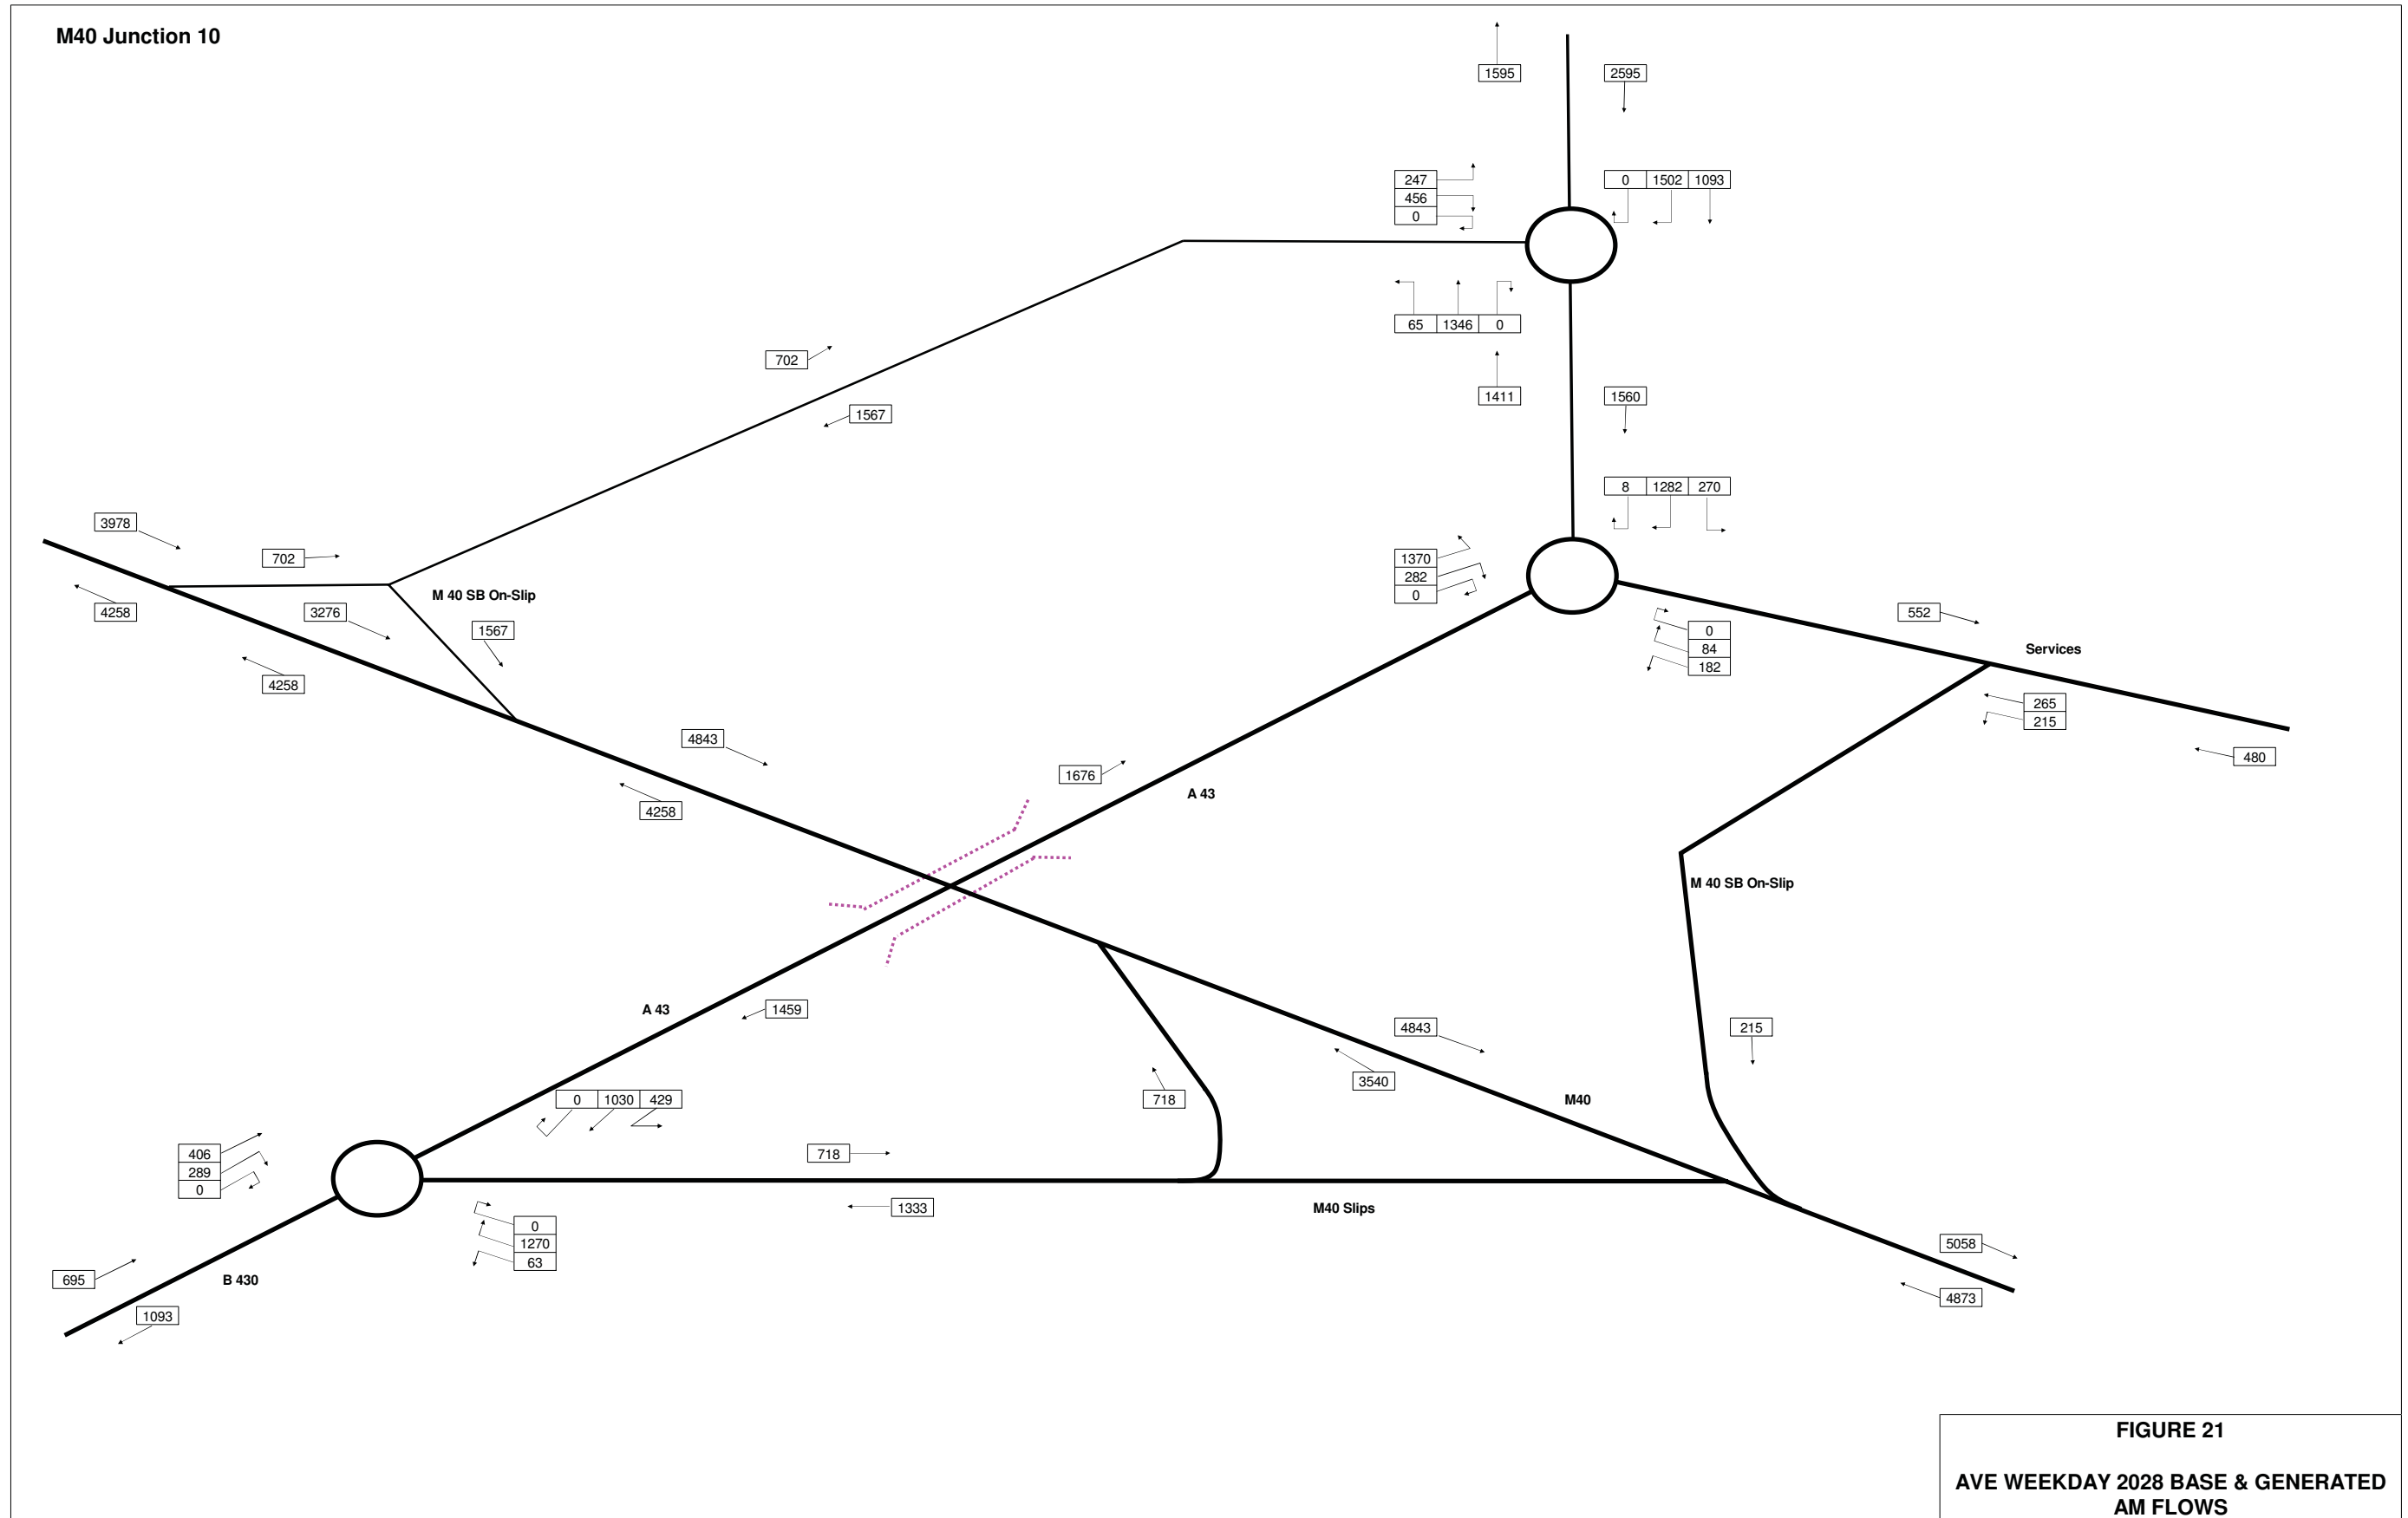 M40 Junction 10
1595
2595
247
456
0
0 1502 1093
65 1346 0
702
1567
1411
1560
8 1282 270
3978
702
1370
282
0
M 40 SB On-Slip
4258
3276
1567
552
0
84
182
Services
4258
265
215
4843
480
1676
A 43
4258
M 40 SB On-Slip
A 43
1459
4843
215
3540
0 1030 429
718
M40
406
289
0
718
1333
M40 Slips
0
1270
63
695
B 430
5058
4873
1093
FIGURE 21
AVE WEEKDAY 2028 BASE & GENERATED
AM FLOWS